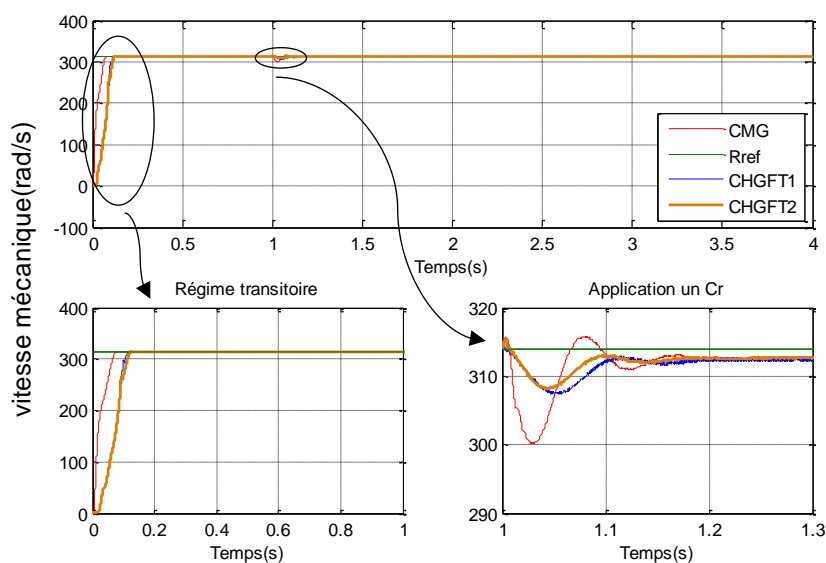 vitesse mécanique(rad/s)
400
300
200
100
0
-100
0 0.5 1 1.5 2 2.5 3 3.5 4
Temps(s)
CMG
Rref
CHGFT1
CHGFT2
Régime transitoire
400
300
200
100
0
0 0.2 0.4 0.6 0.8 1
Temps(s)
Application un Cr
320
310
300
290
1 1.1 1.2 1.3
Temps(s)